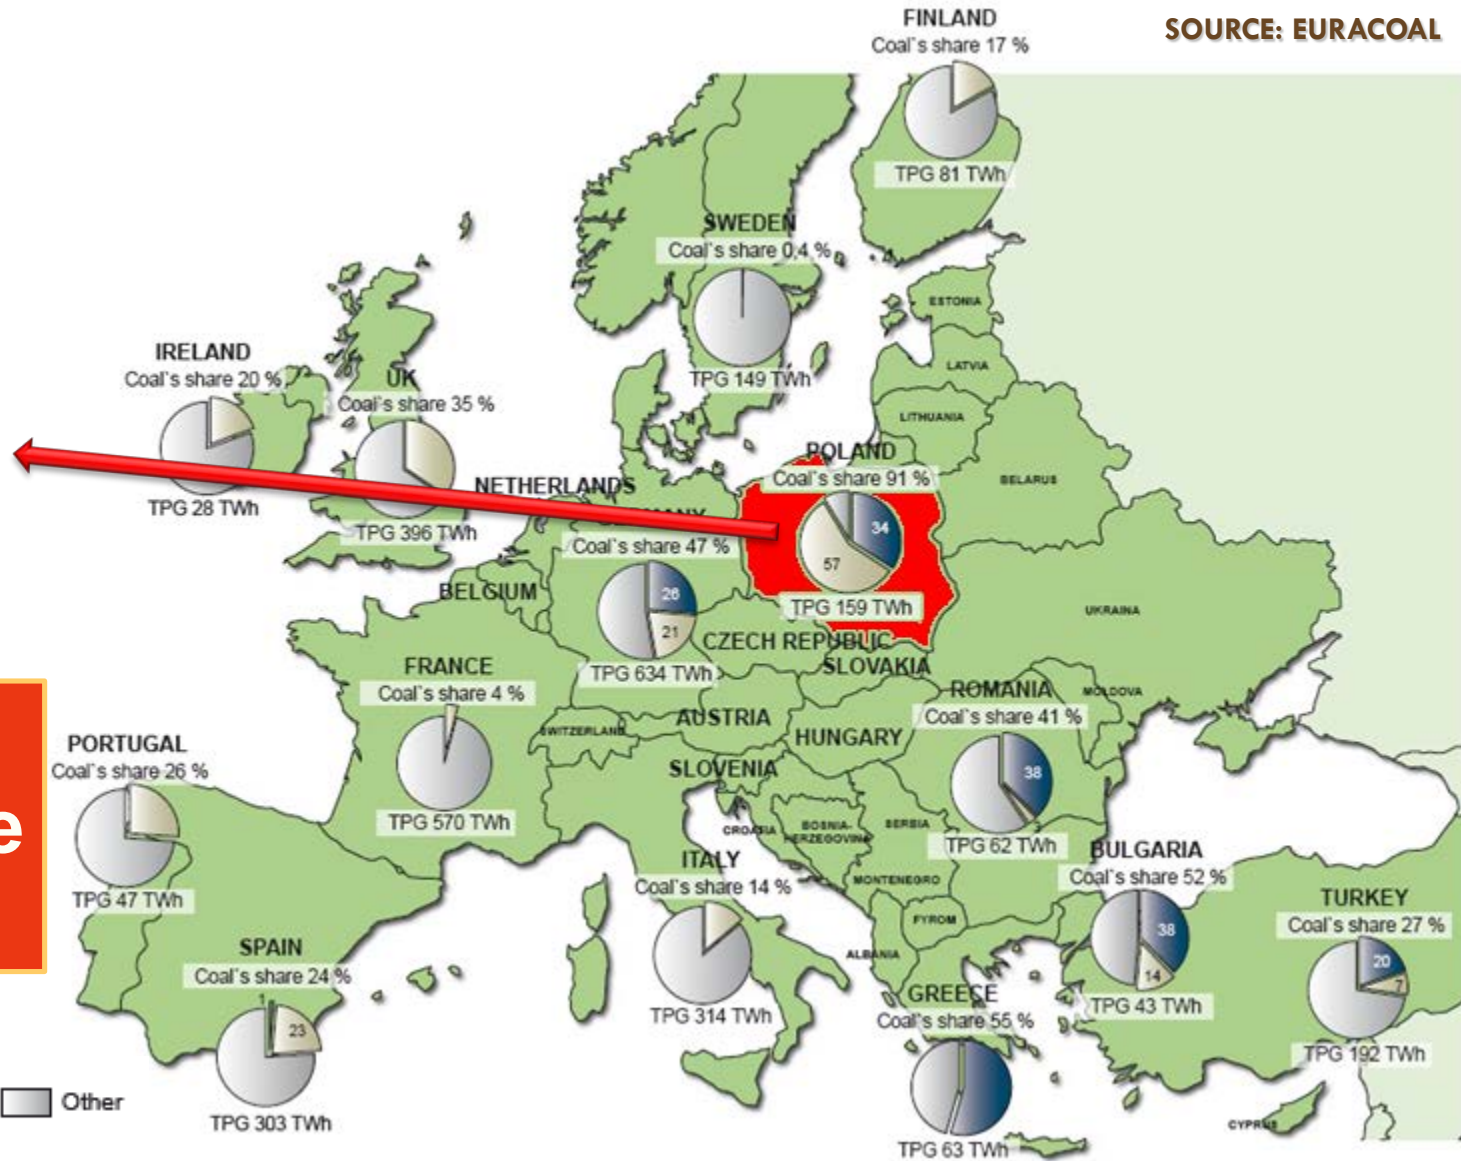 SOURCE: EURACOAL
FINLAND
Coal`s share 17 %
TPG 81 TWh
SWEDEN
Coal`s share 0,4 %
TPG 149 TWh
ESTONIA
LATVIA
LITHUANIA
BELARUS
IRELAND
Coal`s share 20 %
TPG 28 TWh
UK
Coal`s share 35 %
TPG 396 TWh
NETHERLANDS
POLAND
Coal`s share 91 %
34
57
TPG 159 TWh
Coal`s share 47 %
26
21
TPG 634 TWh
BELGIUM
CZECH REPUBLIC
SLOVAKIA
UKRAINA
FRANCE
Coal`s share 4 %
TPG 570 TWh
SWITZERLAND
AUSTRIA
HUNGARY
SLOVENIA
ROMANIA
Coal`s share 41 %
38
3
TPG 62 TWh
MOLDOVA
PORTUGAL
Coal`s share 26 %
TPG 47 TWh
e
CROATIA
BOSNIA-
HERZEGOVINA
SERBIA
MONTENEGRO
FYROM
ALBANIA
ITALY
Coal`s share 14 %
TPG 314 TWh
BULGARIA
Coal`s share 52 %
38
14
TPG 43 TWh
TURKEY
Coal`s share 27 %
20
7
TPG 192 TWh
SPAIN
Coal`s share 24 %
1
23
TPG 303 TWh
GREECE
Coal`s share 55 %
TPG 63 TWh
CYPRUS
Other